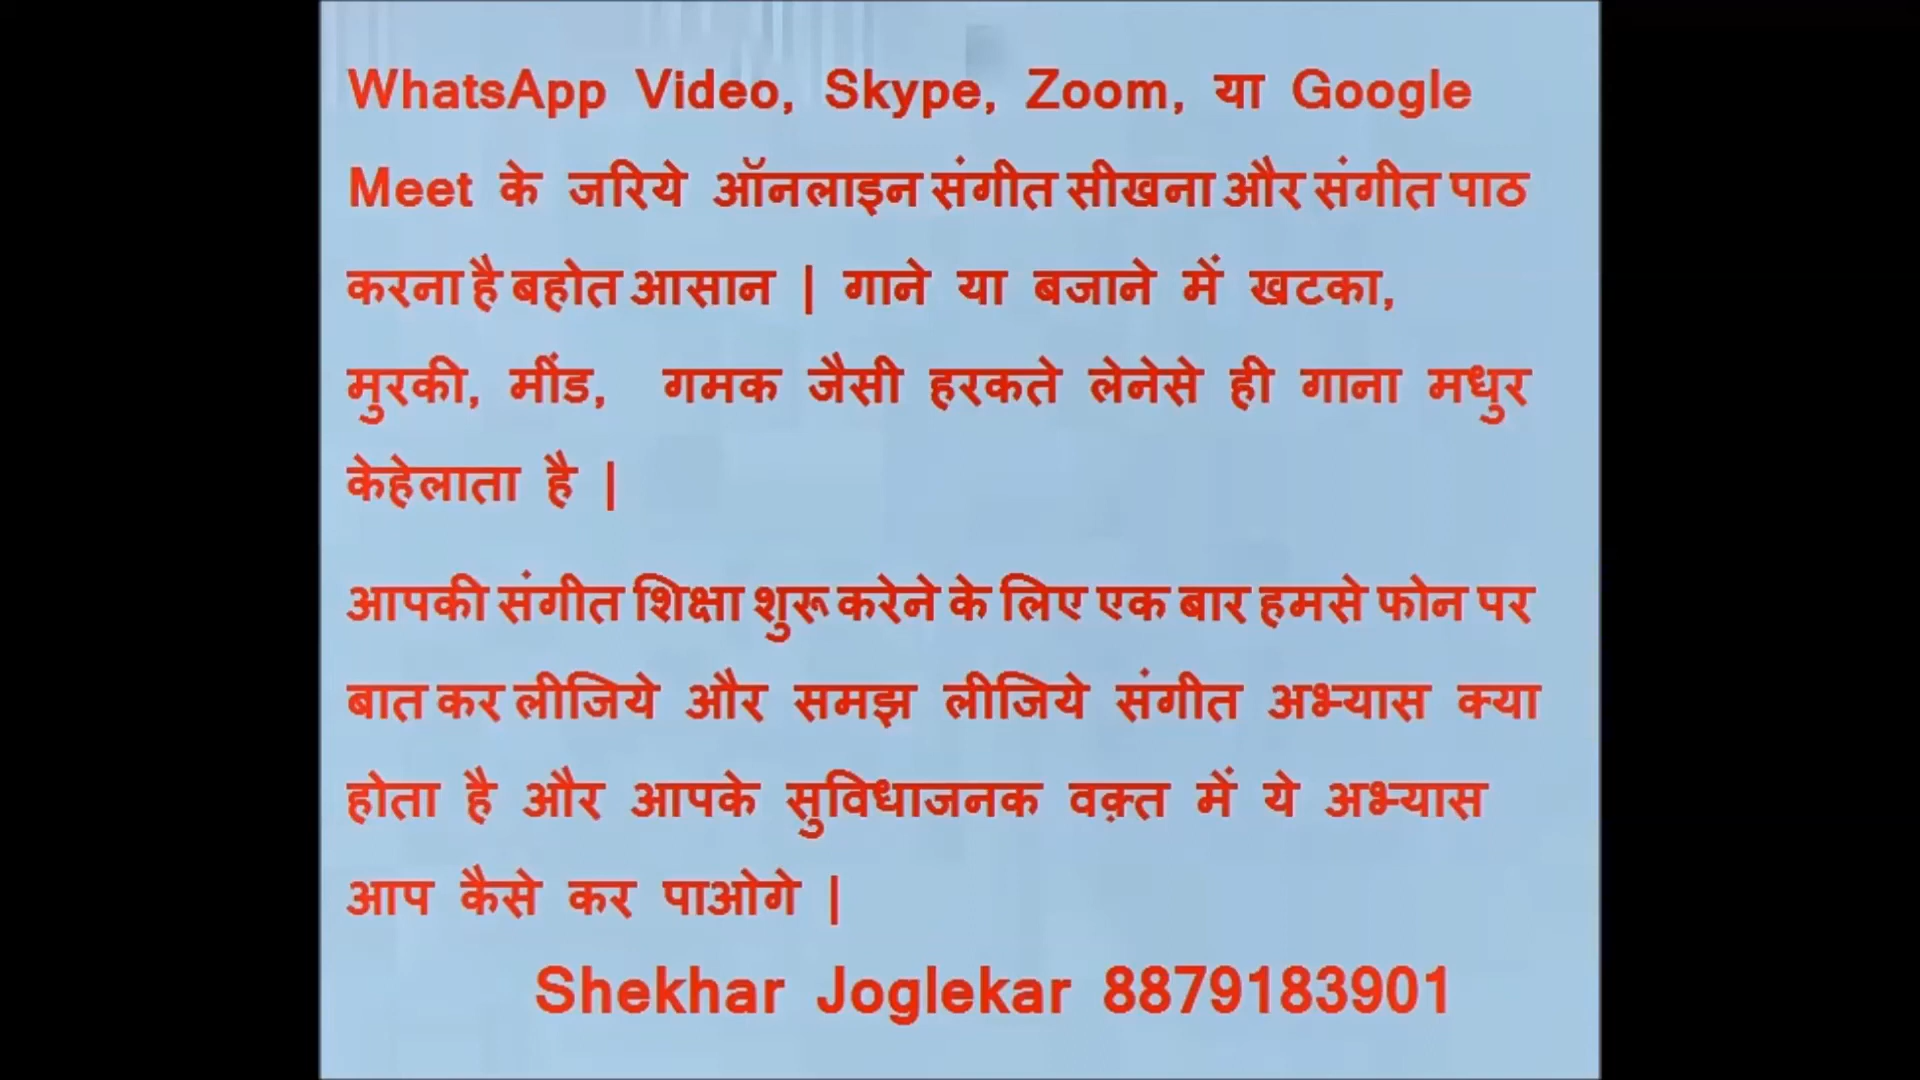 WhatsApp Video, Skype, Zoom, या Google
Meet के जरिये ऑनलाइन संगीत सीखना और संगीत पाठ
करना है बहोत आसान | गाने या बजाने में खटका,
मुरकी, मींड, गमक जैसी हरकते लेनेसे ही गाना मधुर
केहेलाता है |
आपकी संगीत शिक्षा शुरू करेने के लिए एक बार हमसे फोन पर
बात कर लीजिये और समझ लीजिये संगीत अभ्यास क्या
होता है और आपके सुविधाजनक वक़्त में ये अभ्यास
आप कैसे कर पाओगे |
Shekhar Joglekar 8879183901